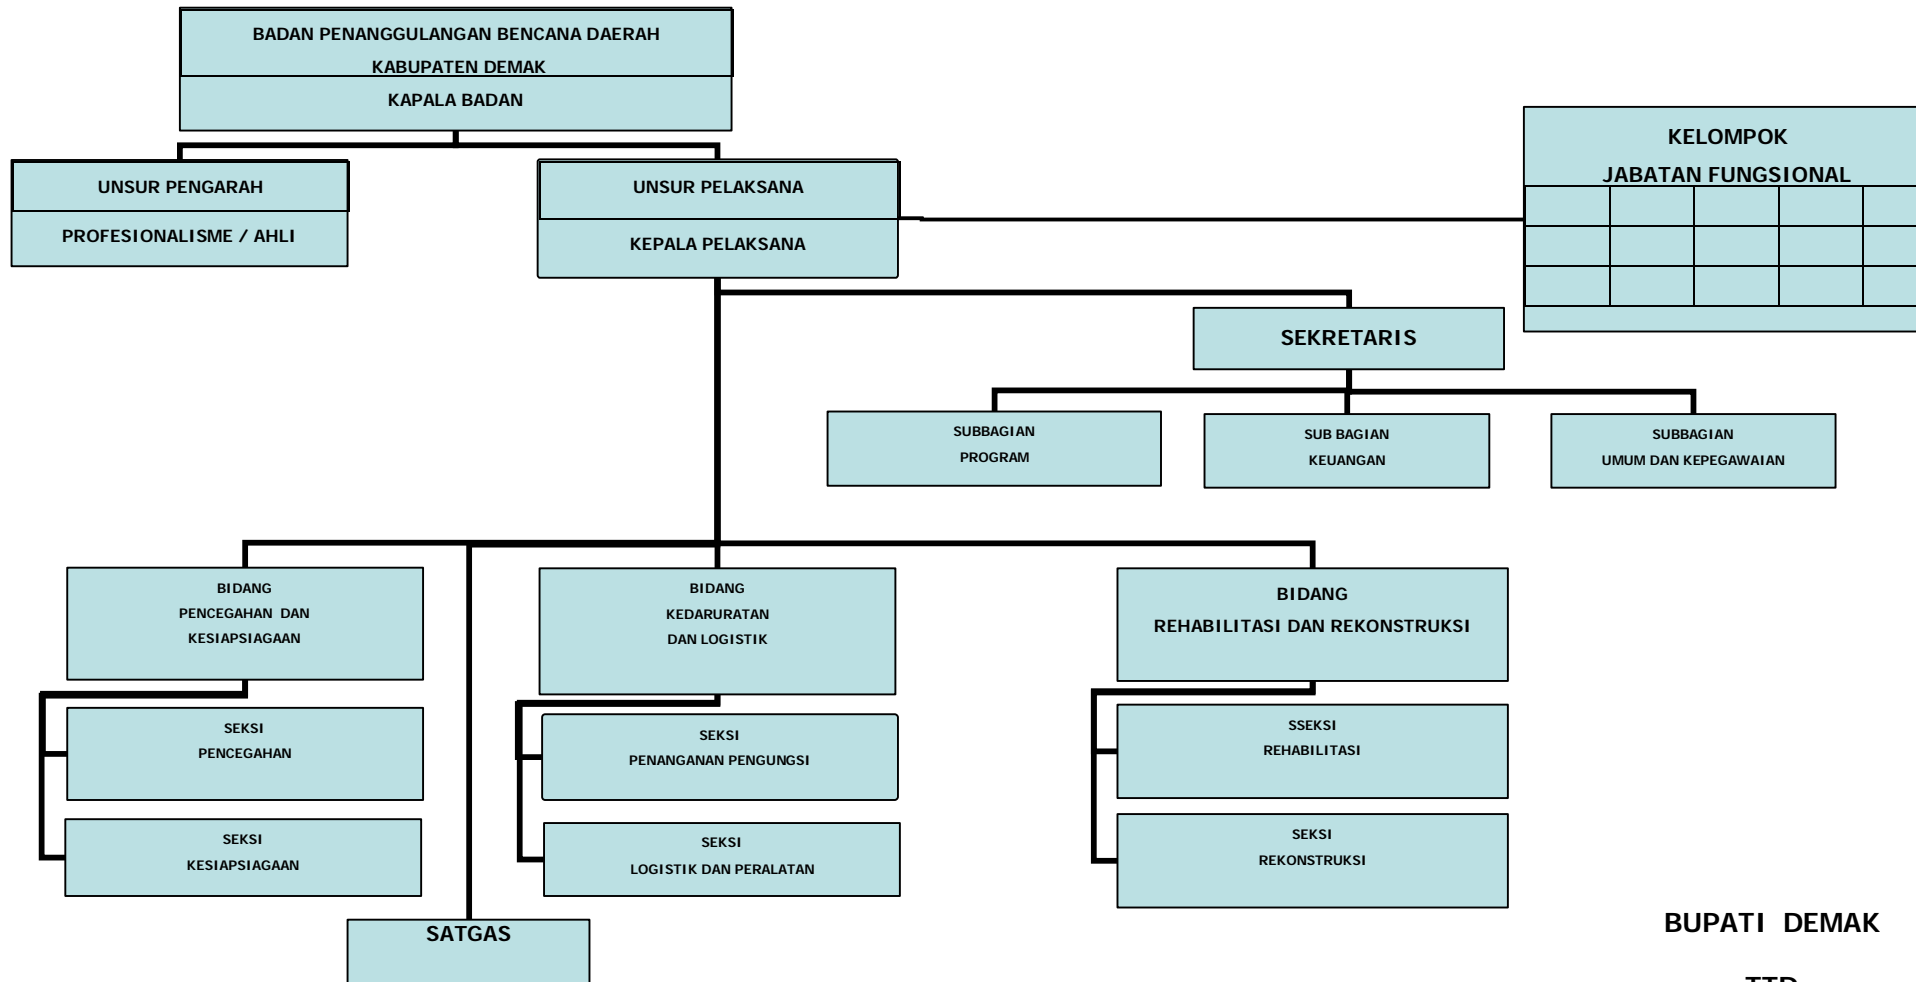 BADAN PENANGGULANGAN BENCANA DAERAH
KABUPATEN DEMAK
KAPALA BADAN
KELOMPOK
JABATAN FUNGSIONAL
UNSUR PENGARAH
PROFESIONALISME / AHLI
UNSUR PELAKSANA
KEPALA PELAKSANA
SEKRETARIS
SUBBAGIAN
PROGRAM
SUB BAGIAN
KEUANGAN
SUBBAGIAN
UMUM DAN KEPEGAWAIAN
BIDANG
PENCEGAHAN DAN
KESIAPSIAGAAN
BIDANG
KEDARURATAN
DAN LOGISTIK
BIDANG
REHABILITASI DAN REKONSTRUKSI
SEKSI
PENCEGAHAN
SEKSI
PENANGANAN PENGUNGSI
SSEKSI
REHABILITASI
SEKSI
KESIAPSIAGAAN
SEKSI
LOGISTIK DAN PERALATAN
SEKSI
REKONSTRUKSI
SATGAS
BUPATI DEMAK
TTD